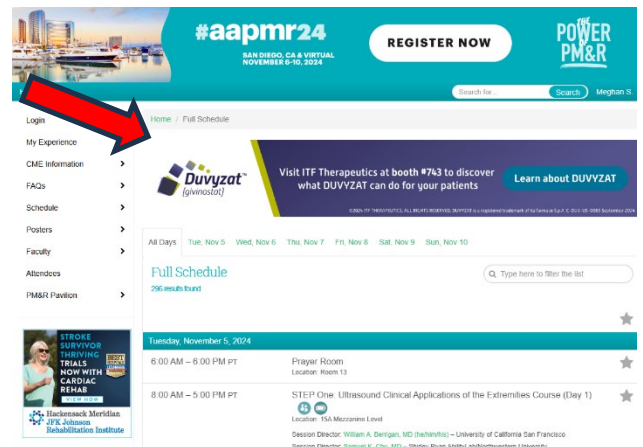 #aapmr24
SAN DIEGO, CA & VIRTUAL
NOVEMBER 6-10, 2024
REGISTER NOW
THE
POWER
OF
PM&R
Search for...
Search
Meghan S
Login
My Experience
CME Information
FAQs
Schedule
Posters
Faculty
Attendees
PM&R Pavilion
STROKE
SURVIVOR
THRIVING
TRIALS
NOW WITH
CARDIAC
REHAB
VIEW NOW
BEST
Hackensack Meridian
JFK Johnson
Rehabilitation Institute
Home / Full Schedule
Duvyzat™
(givinostat)
Visit ITF Therapeutics at booth #743 to discover
what DUVYZAT can do for your patients
Learn about DUVYZAT
All Days Tue, Nov 5 Wed, Nov 6 Thu, Nov 7 Fri, Nov 8 Sat, Nov 9 Sun, Nov 10
Full Schedule
296 results found
Type here to filter the list
Tuesday, November 5, 2024
6:00 AM – 6:00 PM PT
Prayer Room
Location: Room 13
8:00 AM – 5:00 PM PT
STEP One: Ultrasound Clinical Applications of the Extremities Course (Day 1)
Location: 15A Mezzanine Level
Session Director: William A. Berrigan, MD (he/him/his) – University of California San Francisco